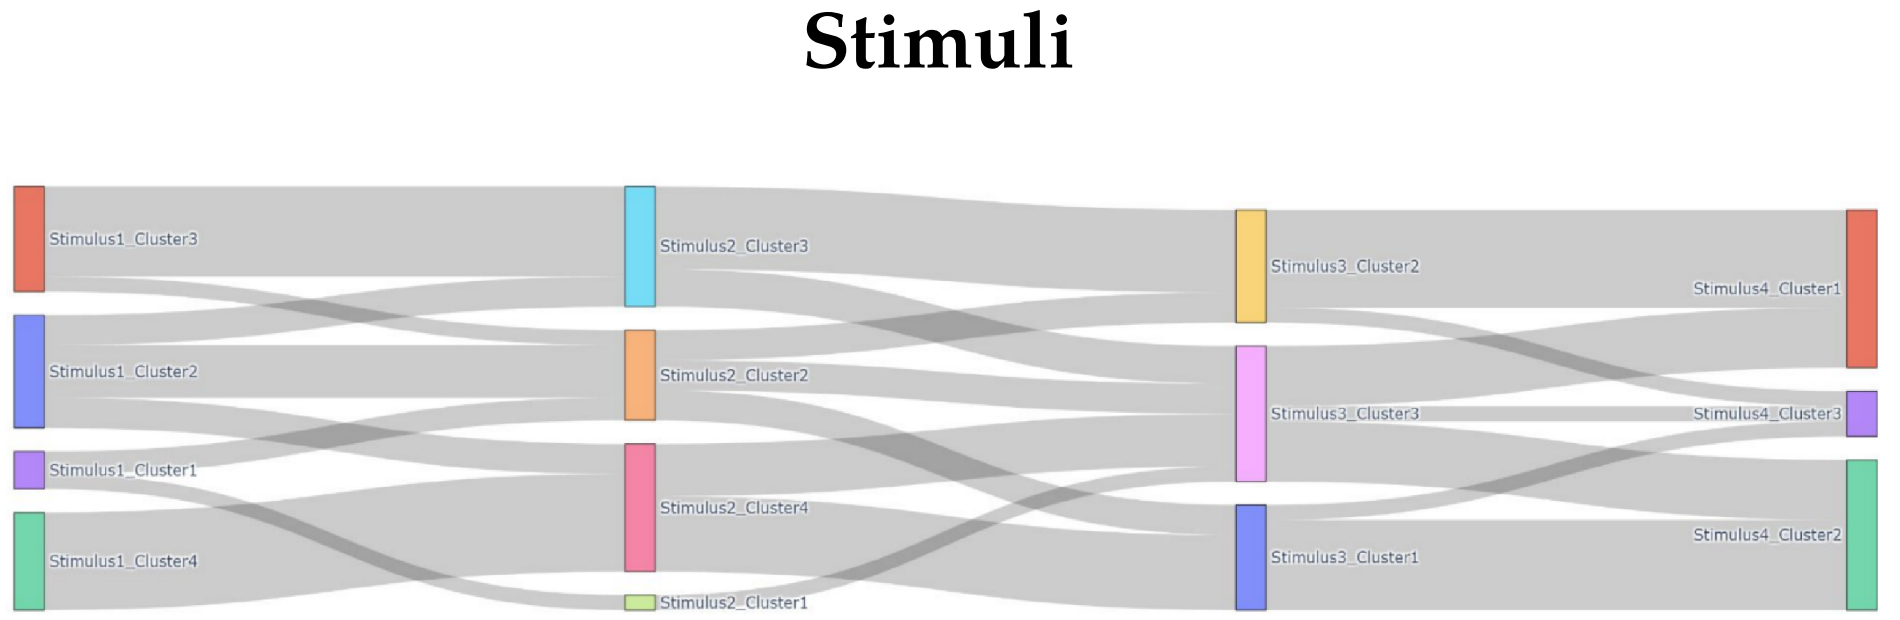 Stimuli
Stimulus1_Cluster3
Stimulus1_Cluster2
Stimulus1_Cluster1
Stimulus1_Cluster4
Stimulus2_Cluster3
Stimulus2_Cluster2
Stimulus2_Cluster4
Stimulus2_Cluster1
Stimulus3_Cluster2
Stimulus3_Cluster3
Stimulus3_Cluster1
Stimulus4_Cluster1
Stimulus4_Cluster3
Stimulus4_Cluster2